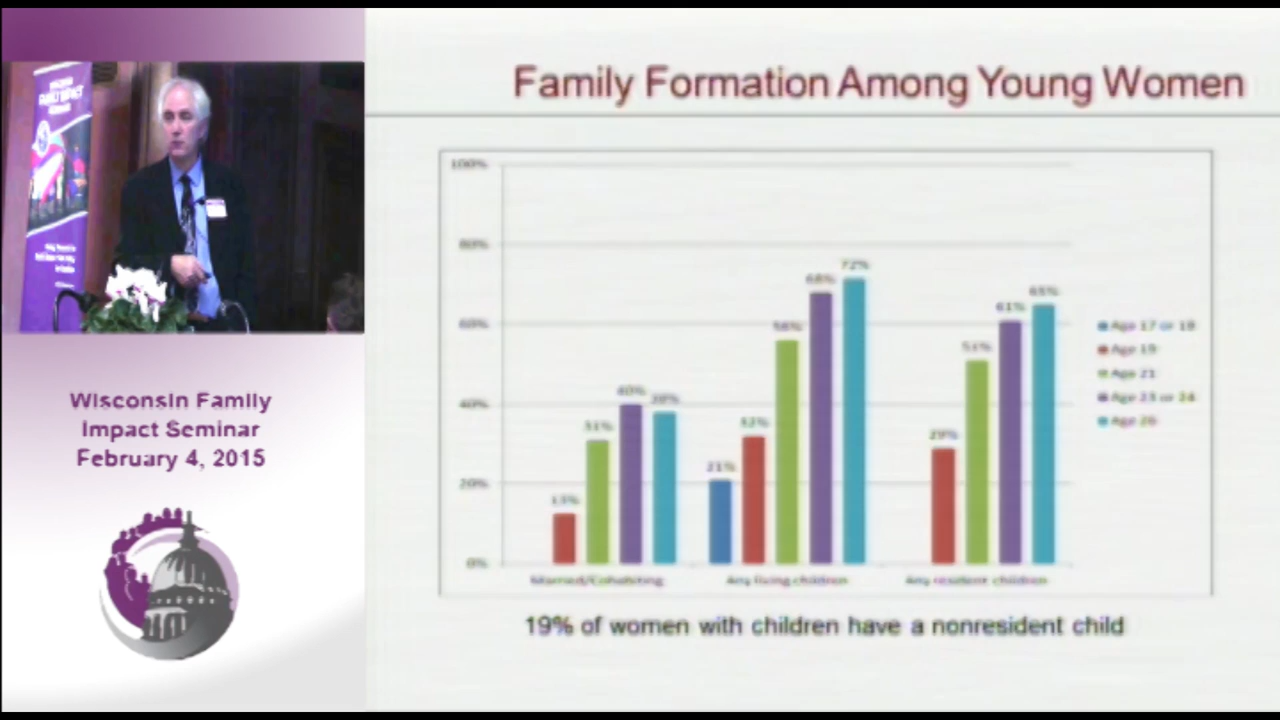 Family Formation Among Young Women
100%
80%
60%
40%
20%
0%
13%
31%
40%
38%
21%
32%
56%
68%
72%
29%
51%
61%
65%
Married/Cohabiting
Any living children
Any resident children
Age 17 or 18
Age 19
Age 21
Age 23 or 24
Age 26
19% of women with children have a nonresident child
Wisconsin Family
Impact Seminar
February 4, 2015